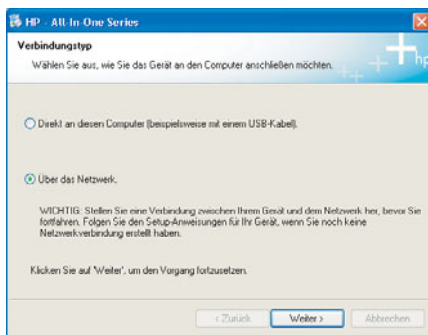 HP - All-In-One Series
Verbindungstyp
Wählen Sie aus, wie Sie das Gerät an den Computer anschließen möchten.
hp
Direkt an diesen Computer (beispielsweise mit einem USB-Kabel).
Über das Netzwerk.
WICHTIG: Stellen Sie eine Verbindung zwischen Ihrem Gerät und dem Netzwerk her, bevor Sie
fortfahren. Folgen Sie den Setup-Anweisungen für Ihr Gerät, wenn Sie noch keine
Netzwerkverbindung erstellt haben.
Klicken Sie auf 'Weiter', um den Vorgang fortzusetzen.
< Zurück Weiter > Abbrechen